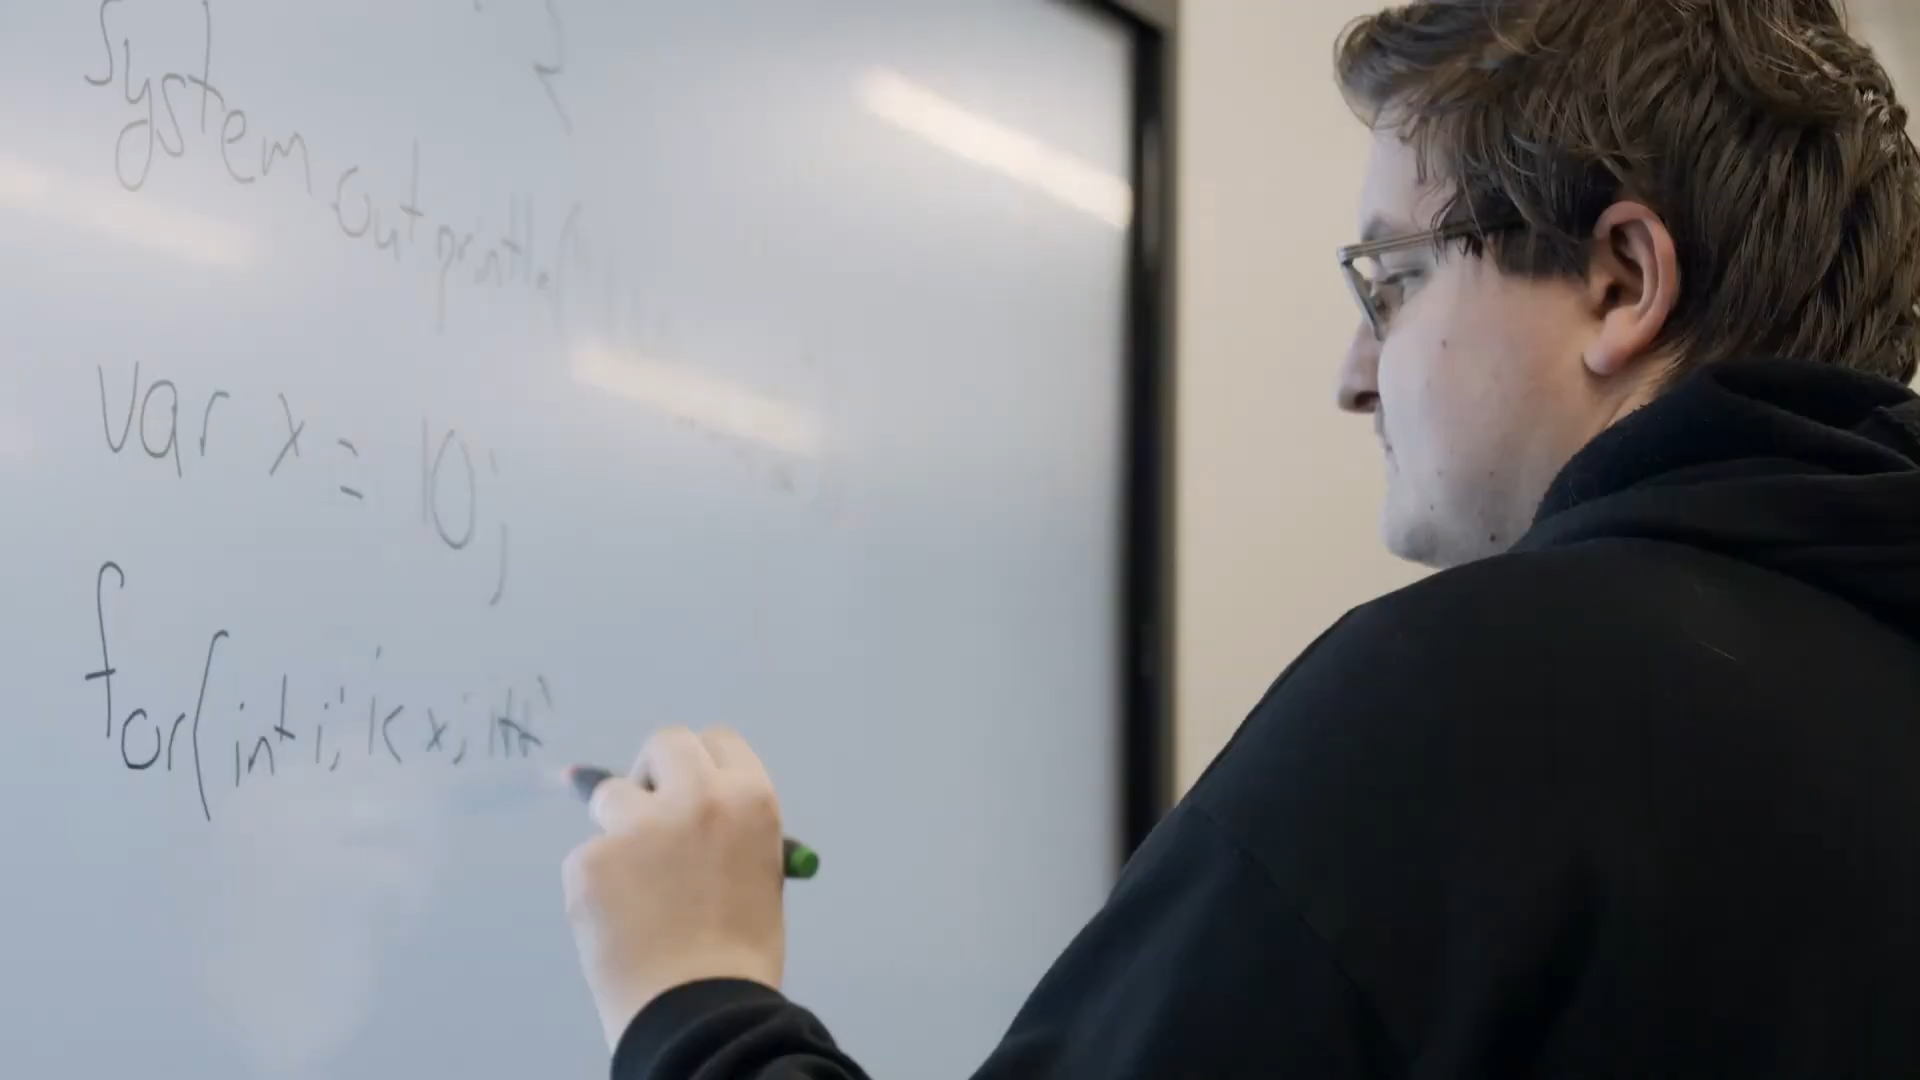 }
System out println("
var x = 10;
for(int i; i< x; i++